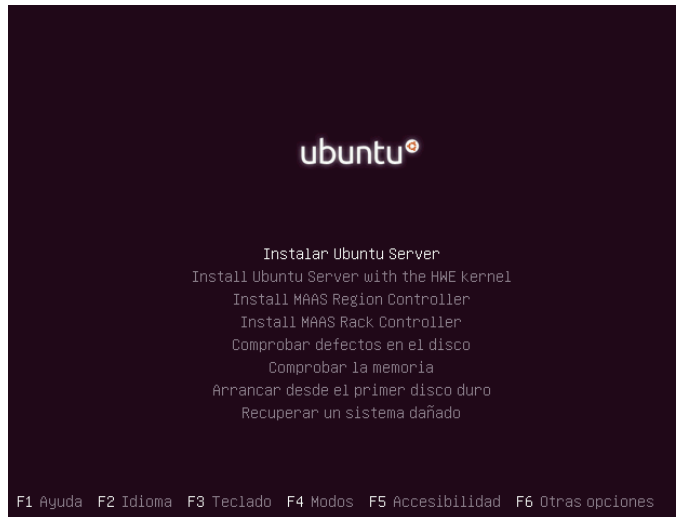 ubuntu
Instalar Ubuntu Server
Install Ubuntu Server with the HWE kernel
Install MAAS Region Controller
Install MAAS Rack Controller
Comprobar defectos en el disco
Comprobar la memoria
Arrancar desde el primer disco duro
Recuperar un sistema dañado
F1 Ayuda F2 Idioma F3 Teclado F4 Modos F5 Accesibilidad F6 Otras opciones